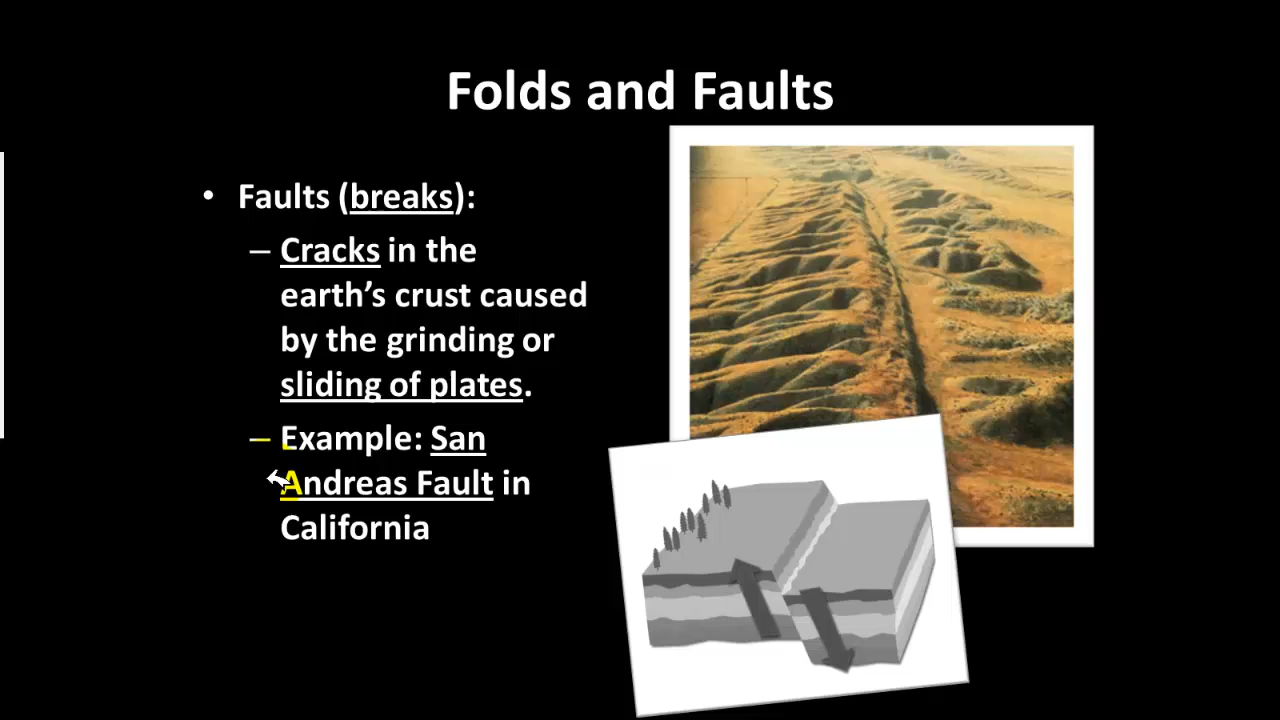 Folds and Faults
• Faults (breaks):
– Cracks in the
earth’s crust caused
by the grinding or
sliding of plates.
– Example: San
Andreas Fault in
California